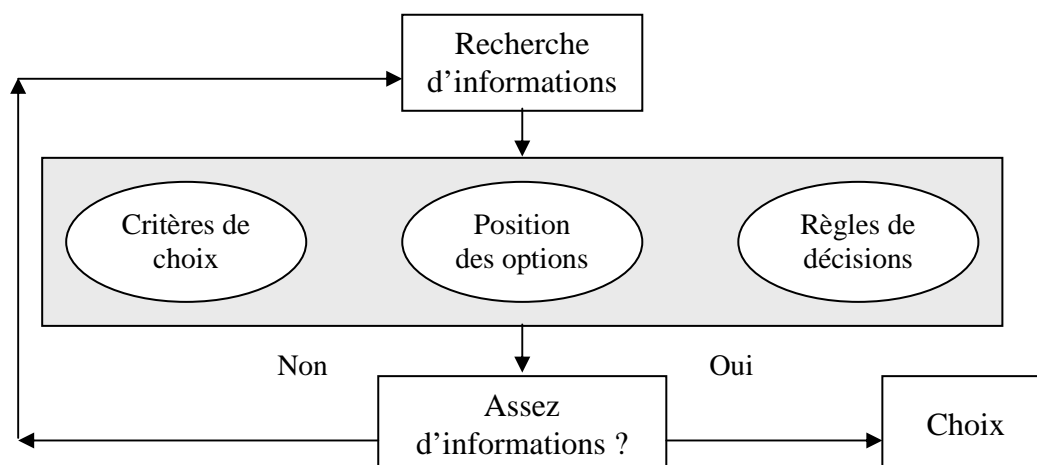 Recherche
d’informations
Critères de
choix
Position
des options
Règles de
décisions
Non
Oui
Assez
d’informations ?
Choix